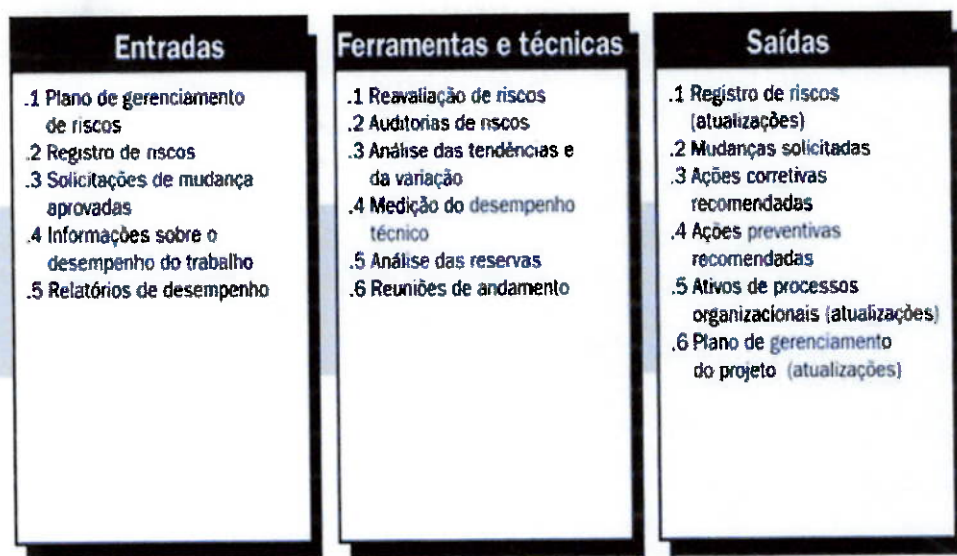 Entradas
.1 Plano de gerenciamento
de riscos
.2 Registro de riscos
.3 Solicitações de mudança
aprovadas
.4 Informações sobre o
desempenho do trabalho
.5 Relatórios de desempenho
Ferramentas e técnicas
.1 Reavaliação de riscos
.2 Auditorias de riscos
.3 Análise das tendências e
da variação
.4 Medição do desempenho
técnico
.5 Análise das reservas
.6 Reuniões de andamento
Saídas
.1 Registro de riscos
(atualizações)
.2 Mudanças solicitadas
.3 Ações corretivas
recomendadas
.4 Ações preventivas
recomendadas
.5 Ativos de processos
organizacionais (atualizações)
.6 Plano de gerenciamento
do projeto (atualizações)